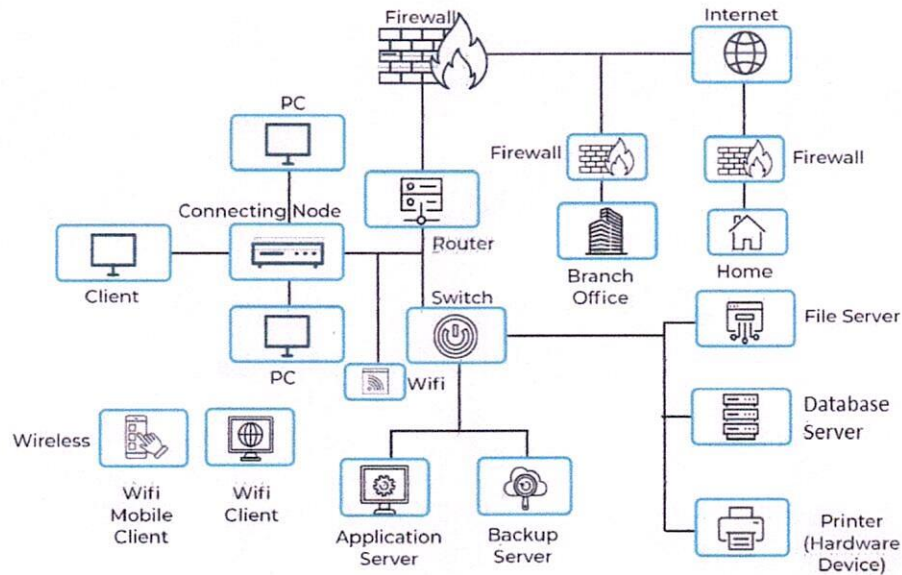 Firewall
Internet
PC
Firewall
Firewall
Connecting Node
Router
Client
Branch
Office
Home
Switch
File Server
PC
Wifi
Database
Server
Wireless
Wifi
Mobile
Client
Wifi
Client
Application
Server
Backup
Server
Printer
(Hardware
Device)